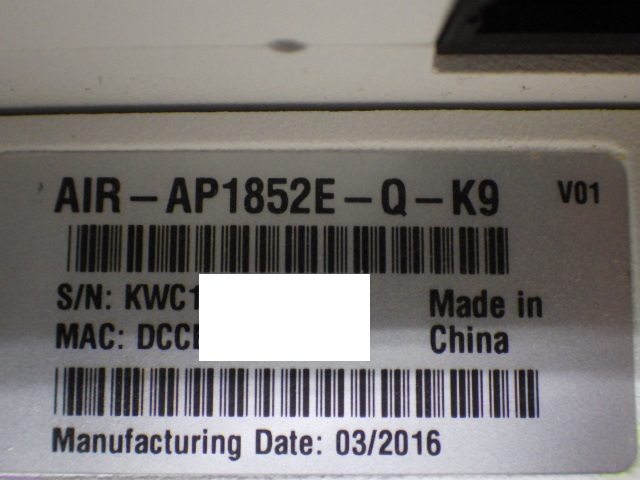 AIR-AP1852E-Q-K9 V01
S/N: KWC1
MAC: DCCE
Made in
China
Manufacturing Date: 03/2016